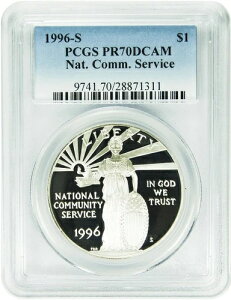 1996-S $1
PCGS PR70DCAM
Nat. Comm. Service
9741.70/28871311
LIBERTY
NATIONAL
COMMUNITY
SERVICE
1996
IN GOD
WE
TRUST
S